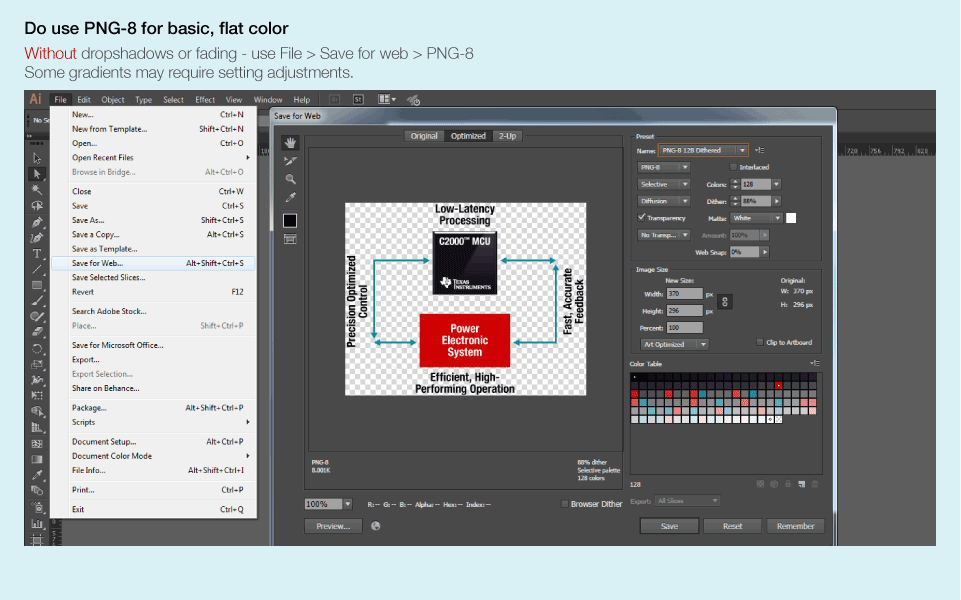 Do use PNG-8 for basic, flat color
Without dropshadows or fading - use File > Save for web > PNG-8
Some gradients may require setting adjustments.
Ai File Edit Object Type Select Effect View Window Help Br St
No Se
New... Ctrl+N
New from Template... Shift+Ctrl+N
Open... Ctrl+O
Open Recent Files
Browse in Bridge... Alt+Ctrl+O
Close Ctrl+W
Save Ctrl+S
Save As... Shift+Ctrl+S
Save a Copy... Alt+Ctrl+S
Save as Template...
Save for Web... Alt+Shift+Ctrl+S
Save Selected Slices...
Revert F12
Search Adobe Stock...
Place... Shift+Ctrl+P
Save for Microsoft Office...
Export...
Export Selection...
Share on Behance...
Package... Alt+Shift+Ctrl+P
Scripts
Document Setup... Alt+Ctrl+P
Document Color Mode
File Info... Alt+Shift+Ctrl+I
Print... Ctrl+P
Exit Ctrl+Q
Save for Web
Original Optimized 2-Up
Low-Latency
Processing
C2000™ MCU
TEXAS
INSTRUMENTS
Precision Optimized
Control
Fast, Accurate
Feedback
Power
Electronic
System
Efficient, High-
Performing Operation
PNG-8
8.001K
88% dither
Selective palette
128 colors
100% R: -- G: -- B: -- Alpha: -- Hex: -- Index: -- Browser Dither
Preview...
Preset
Name: PNG-8 128 Dithered
PNG-8 Interlaced
Selective Colors: 128
Diffusion Dither: 88%
Transparency Matte: White
No Transp... Amount: 100%
Web Snap: 0%
Image Size
New Size: Original:
Width: 370 px W: 370 px
Height: 296 px H: 296 px
Percent: 100
Art Optimized Clip to Artboard
Color Table
128
Export: All Slices
Save Reset Remember
720 756 792 828